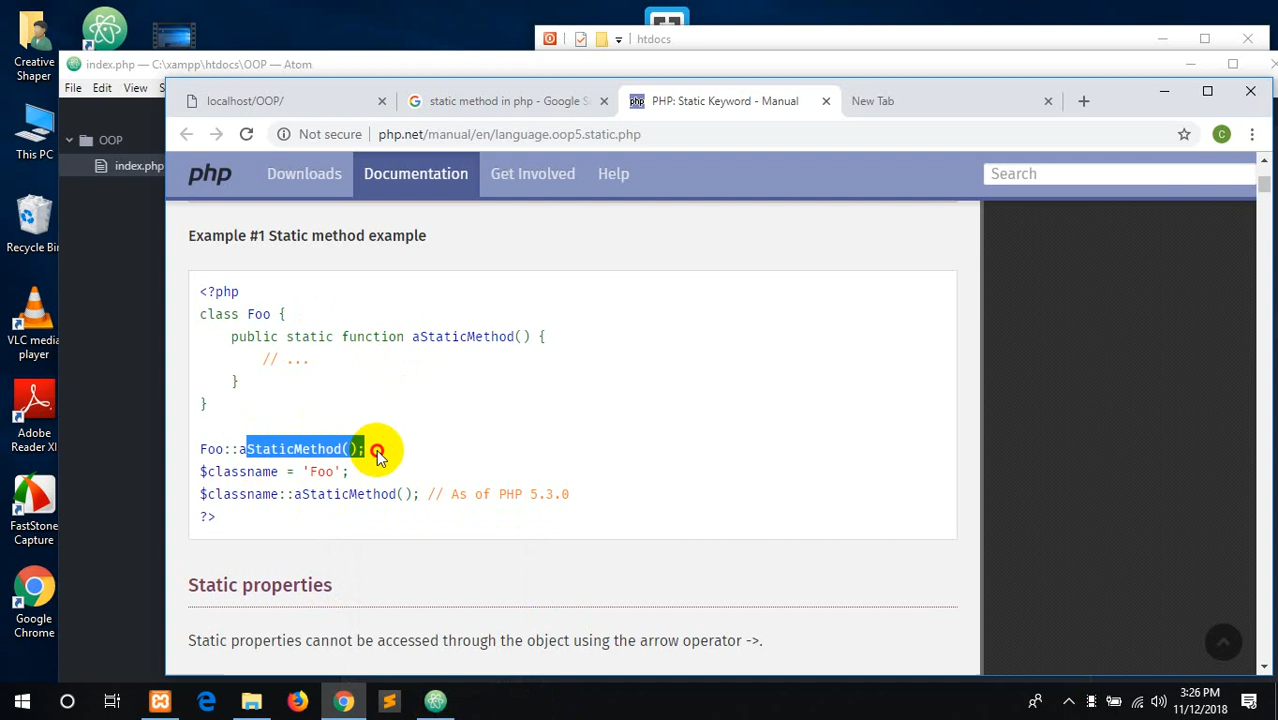 Creative Shaper
This PC
Recycle Bin
VLC media player
Adobe Reader
FastStone Capture
Google Chrome
htdocs
index.php — C:\xampp\htdocs\OOP — Atom
File Edit View S
OOP
index.php
localhost/OOP/
static method in php - Google S
PHP: Static Keyword - Manual
New Tab
Not secure
php.net/manual/en/language.oop5.static.php
php
Downloads
Documentation
Get Involved
Help
Search
Example #1 Static method example
<?php
class Foo {
public static function aStaticMethod() {
// ...
}
}
Foo::aStaticMethod();
$classname = 'Foo';
$classname::aStaticMethod(); // As of PHP 5.3.0
?>
Static properties
Static properties cannot be accessed through the object using the arrow operator ->.
3:26 PM
11/12/2018